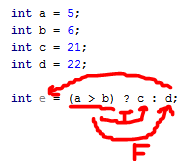 int a = 5;
int b = 6;
int c = 21;
int d = 22;
int e = (a > b) ? c : d;
T
F